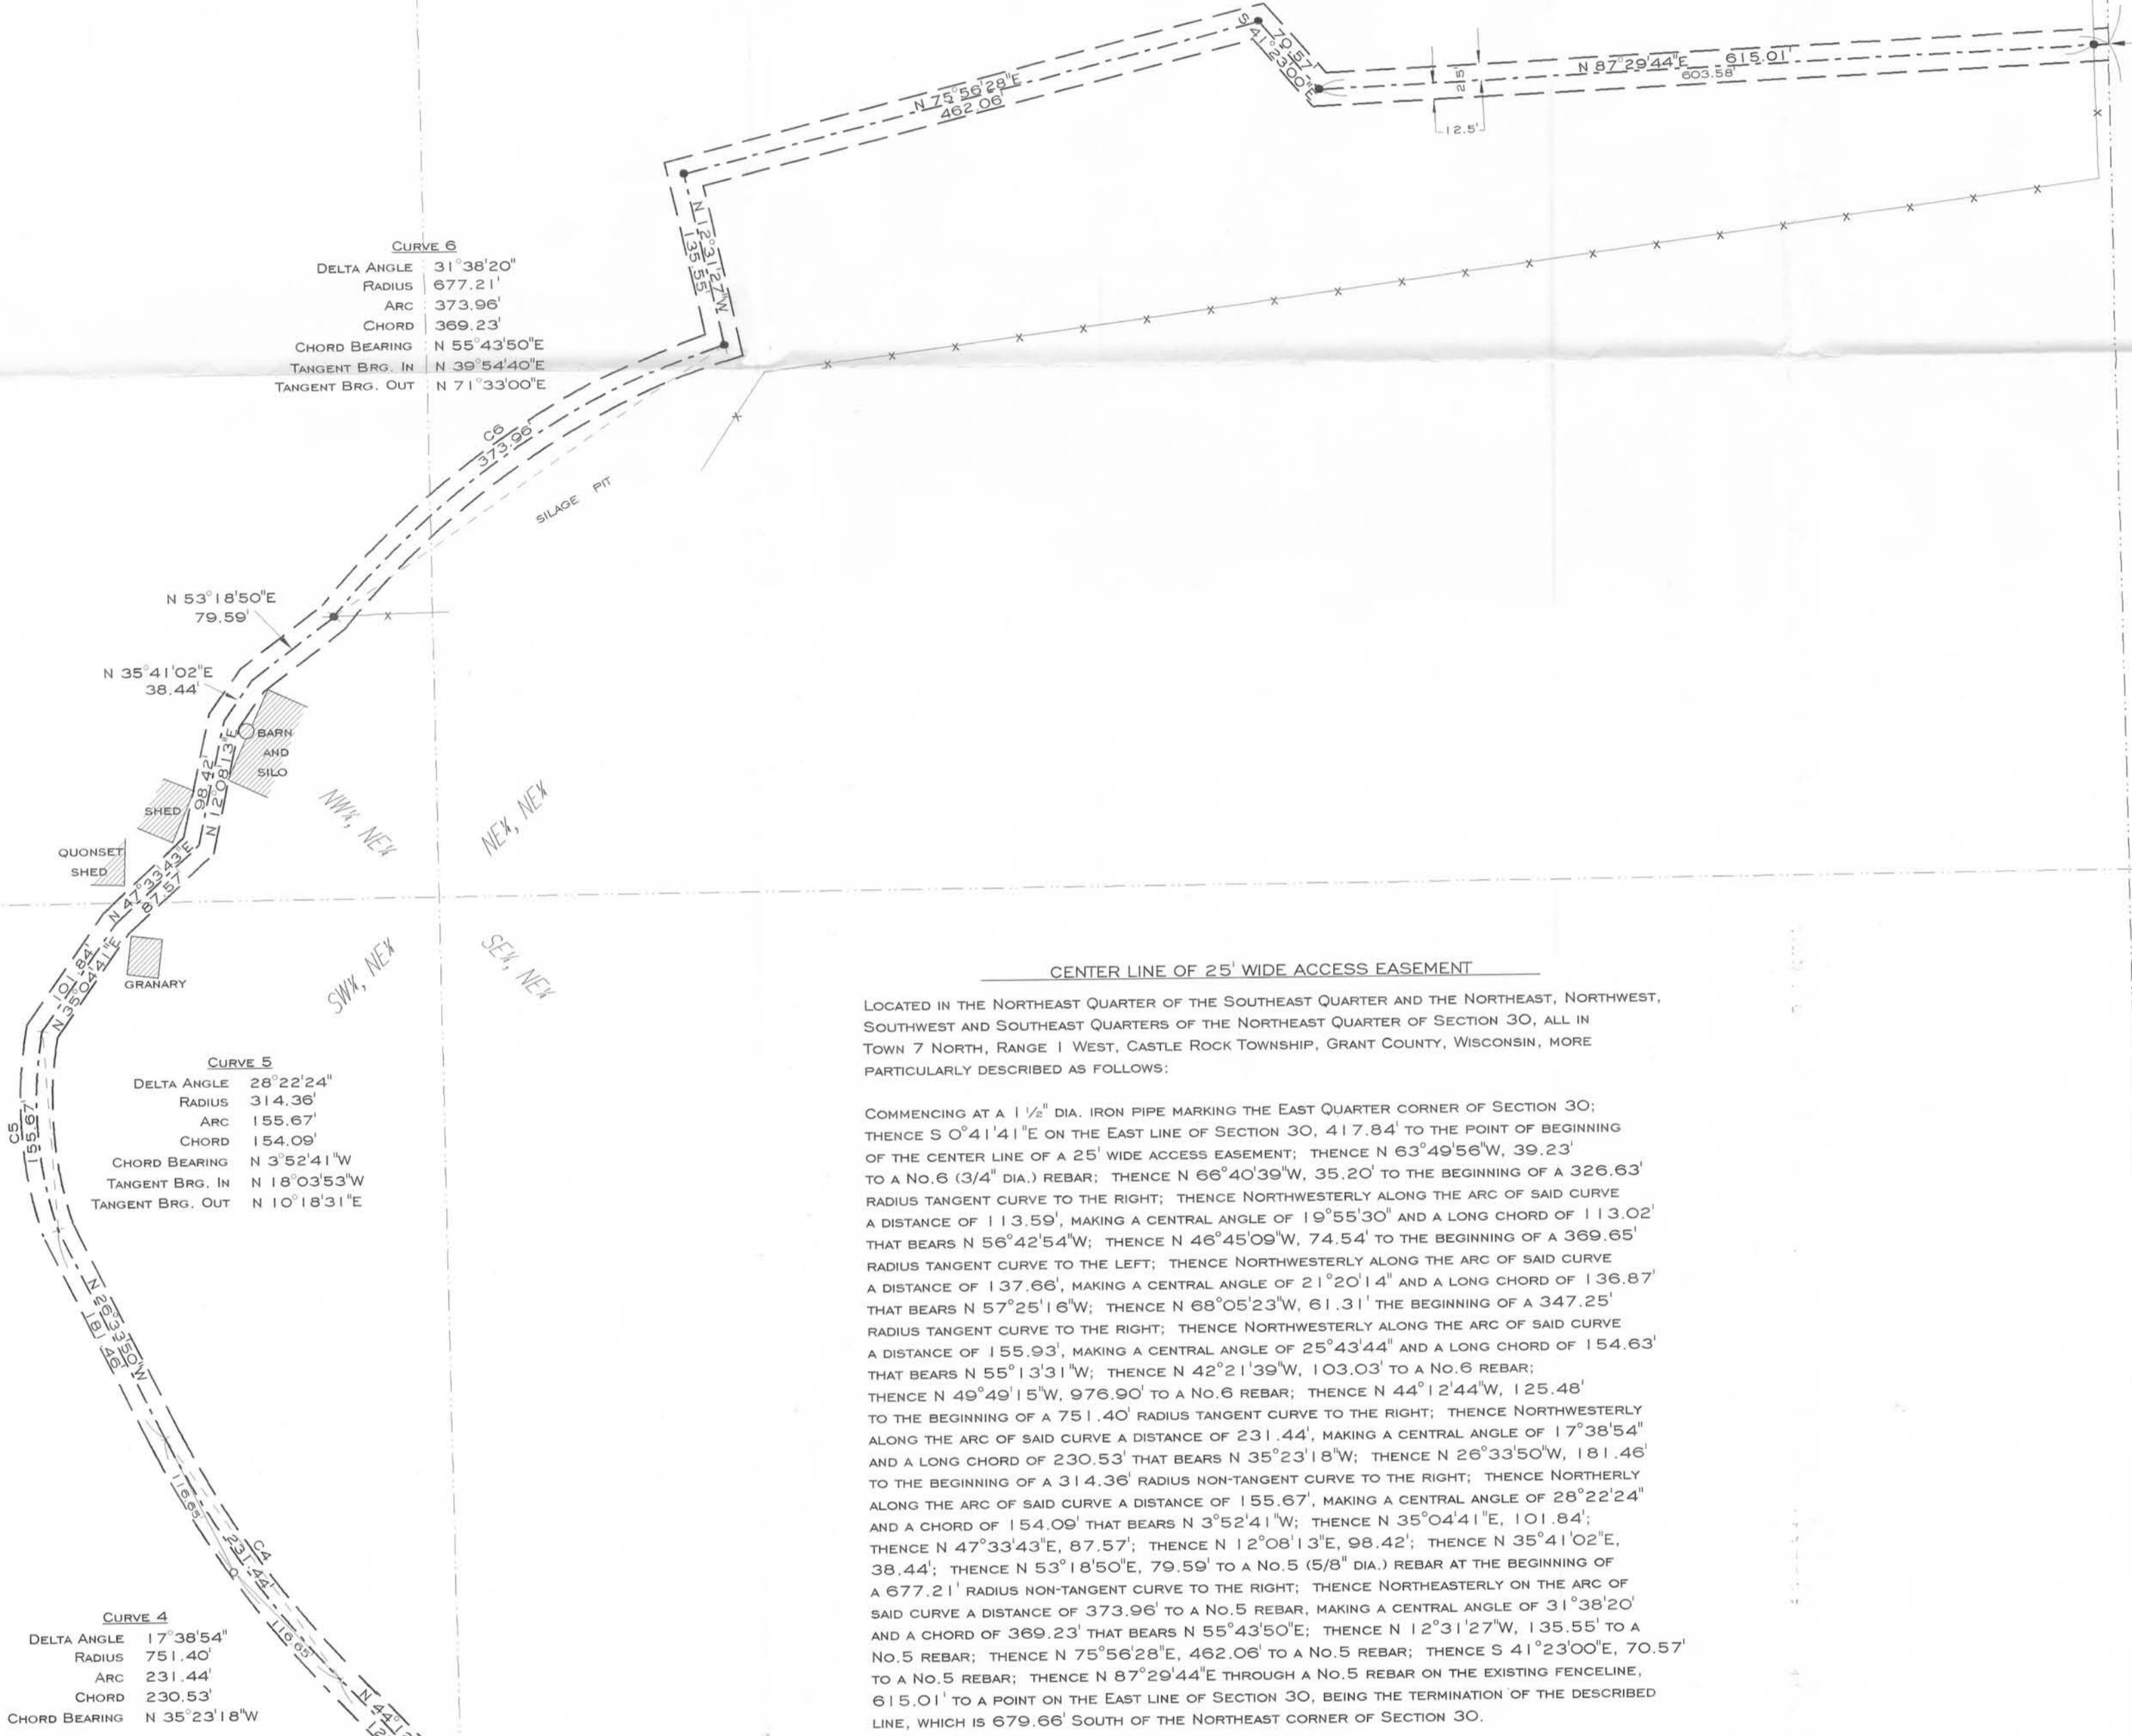 S 41°23'00"E
70.57'
N 87°29'44"E 615.01'
603.58'
25'
12.5'
N 75°56'28"E
462.06'
N 12°31'27"W
135.55'
CURVE 6
DELTA ANGLE 31°38'20"
RADIUS 677.21'
ARC 373.96'
CHORD 369.23'
CHORD BEARING N 55°43'50"E
TANGENT BRG. IN N 39°54'40"E
TANGENT BRG. OUT N 71°33'00"E
C6
373.96'
SILAGE PIT
N 53°18'50"E
79.59'
N 35°41'02"E
38.44'
BARN
AND
SILO
98.42'
N 12°08'13"E
SHED
QUONSET
SHED
N 47°33'43"E
87.57'
NW¼, NE¼
NE¼, NE¼
SW¼, NE¼
SE¼, NE¼
101.84'
N 35°04'41"E
GRANARY
CURVE 5
DELTA ANGLE 28°22'24"
RADIUS 314.36'
ARC 155.67'
CHORD 154.09'
CHORD BEARING N 3°52'41"W
TANGENT BRG. IN N 18°03'53"W
TANGENT BRG. OUT N 10°18'31"E
C5
155.67'
N 26°33'50"W
181.46'
116.65'
C4
231.44'
116.65'
N 44°1
12
CURVE 4
DELTA ANGLE 17°38'54"
RADIUS 751.40'
ARC 231.44'
CHORD 230.53'
CHORD BEARING N 35°23'18"W
CENTER LINE OF 25' WIDE ACCESS EASEMENT
LOCATED IN THE NORTHEAST QUARTER OF THE SOUTHEAST QUARTER AND THE NORTHEAST, NORTHWEST,
SOUTHWEST AND SOUTHEAST QUARTERS OF THE NORTHEAST QUARTER OF SECTION 30, ALL IN
TOWN 7 NORTH, RANGE 1 WEST, CASTLE ROCK TOWNSHIP, GRANT COUNTY, WISCONSIN, MORE
PARTICULARLY DESCRIBED AS FOLLOWS:
COMMENCING AT A 1 ½" DIA. IRON PIPE MARKING THE EAST QUARTER CORNER OF SECTION 30;
THENCE S 0°41'41"E ON THE EAST LINE OF SECTION 30, 417.84' TO THE POINT OF BEGINNING
OF THE CENTER LINE OF A 25' WIDE ACCESS EASEMENT; THENCE N 63°49'56"W, 39.23'
TO A NO.6 (3/4" DIA.) REBAR; THENCE N 66°40'39"W, 35.20' TO THE BEGINNING OF A 326.63'
RADIUS TANGENT CURVE TO THE RIGHT; THENCE NORTHWESTERLY ALONG THE ARC OF SAID CURVE
A DISTANCE OF 113.59', MAKING A CENTRAL ANGLE OF 19°55'30" AND A LONG CHORD OF 113.02'
THAT BEARS N 56°42'54"W; THENCE N 46°45'09"W, 74.54' TO THE BEGINNING OF A 369.65'
RADIUS TANGENT CURVE TO THE LEFT; THENCE NORTHWESTERLY ALONG THE ARC OF SAID CURVE
A DISTANCE OF 137.66', MAKING A CENTRAL ANGLE OF 21°20'14" AND A LONG CHORD OF 136.87'
THAT BEARS N 57°25'16"W; THENCE N 68°05'23"W, 61.31' THE BEGINNING OF A 347.25'
RADIUS TANGENT CURVE TO THE RIGHT; THENCE NORTHWESTERLY ALONG THE ARC OF SAID CURVE
A DISTANCE OF 155.93', MAKING A CENTRAL ANGLE OF 25°43'44" AND A LONG CHORD OF 154.63'
THAT BEARS N 55°13'31"W; THENCE N 42°21'39"W, 103.03' TO A NO.6 REBAR;
THENCE N 49°49'15"W, 976.90' TO A NO.6 REBAR; THENCE N 44°12'44"W, 125.48'
TO THE BEGINNING OF A 751.40' RADIUS TANGENT CURVE TO THE RIGHT; THENCE NORTHWESTERLY
ALONG THE ARC OF SAID CURVE A DISTANCE OF 231.44', MAKING A CENTRAL ANGLE OF 17°38'54"
AND A LONG CHORD OF 230.53' THAT BEARS N 35°23'18"W; THENCE N 26°33'50"W, 181.46'
TO THE BEGINNING OF A 314.36' RADIUS NON-TANGENT CURVE TO THE RIGHT; THENCE NORTHERLY
ALONG THE ARC OF SAID CURVE A DISTANCE OF 155.67', MAKING A CENTRAL ANGLE OF 28°22'24"
AND A CHORD OF 154.09' THAT BEARS N 3°52'41"W; THENCE N 35°04'41"E, 101.84';
THENCE N 47°33'43"E, 87.57'; THENCE N 12°08'13"E, 98.42'; THENCE N 35°41'02"E,
38.44'; THENCE N 53°18'50"E, 79.59' TO A NO.5 (5/8" DIA.) REBAR AT THE BEGINNING OF
A 677.21' RADIUS NON-TANGENT CURVE TO THE RIGHT; THENCE NORTHEASTERLY ON THE ARC OF
SAID CURVE A DISTANCE OF 373.96' TO A NO.5 REBAR, MAKING A CENTRAL ANGLE OF 31°38'20'
AND A CHORD OF 369.23' THAT BEARS N 55°43'50"E; THENCE N 12°31'27"W, 135.55' TO A
NO.5 REBAR; THENCE N 75°56'28"E, 462.06' TO A NO.5 REBAR; THENCE S 41°23'00"E, 70.57'
TO A NO.5 REBAR; THENCE N 87°29'44"E THROUGH A NO.5 REBAR ON THE EXISTING FENCELINE,
615.01' TO A POINT ON THE EAST LINE OF SECTION 30, BEING THE TERMINATION OF THE DESCRIBED
LINE, WHICH IS 679.66' SOUTH OF THE NORTHEAST CORNER OF SECTION 30.